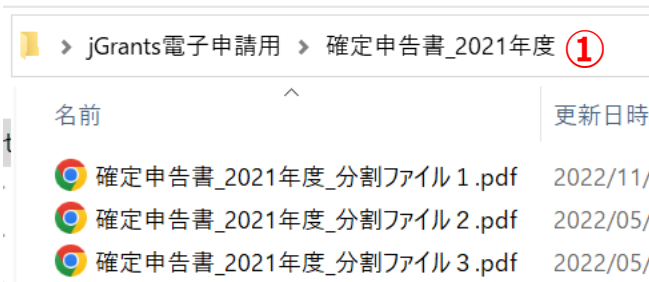 jGrants電子申請用 > 確定申告書_2021年度 ①
名前 更新日時
確定申告書_2021年度_分割ファイル１.pdf 2022/11/
確定申告書_2021年度_分割ファイル２.pdf 2022/05/
確定申告書_2021年度_分割ファイル３.pdf 2022/05/